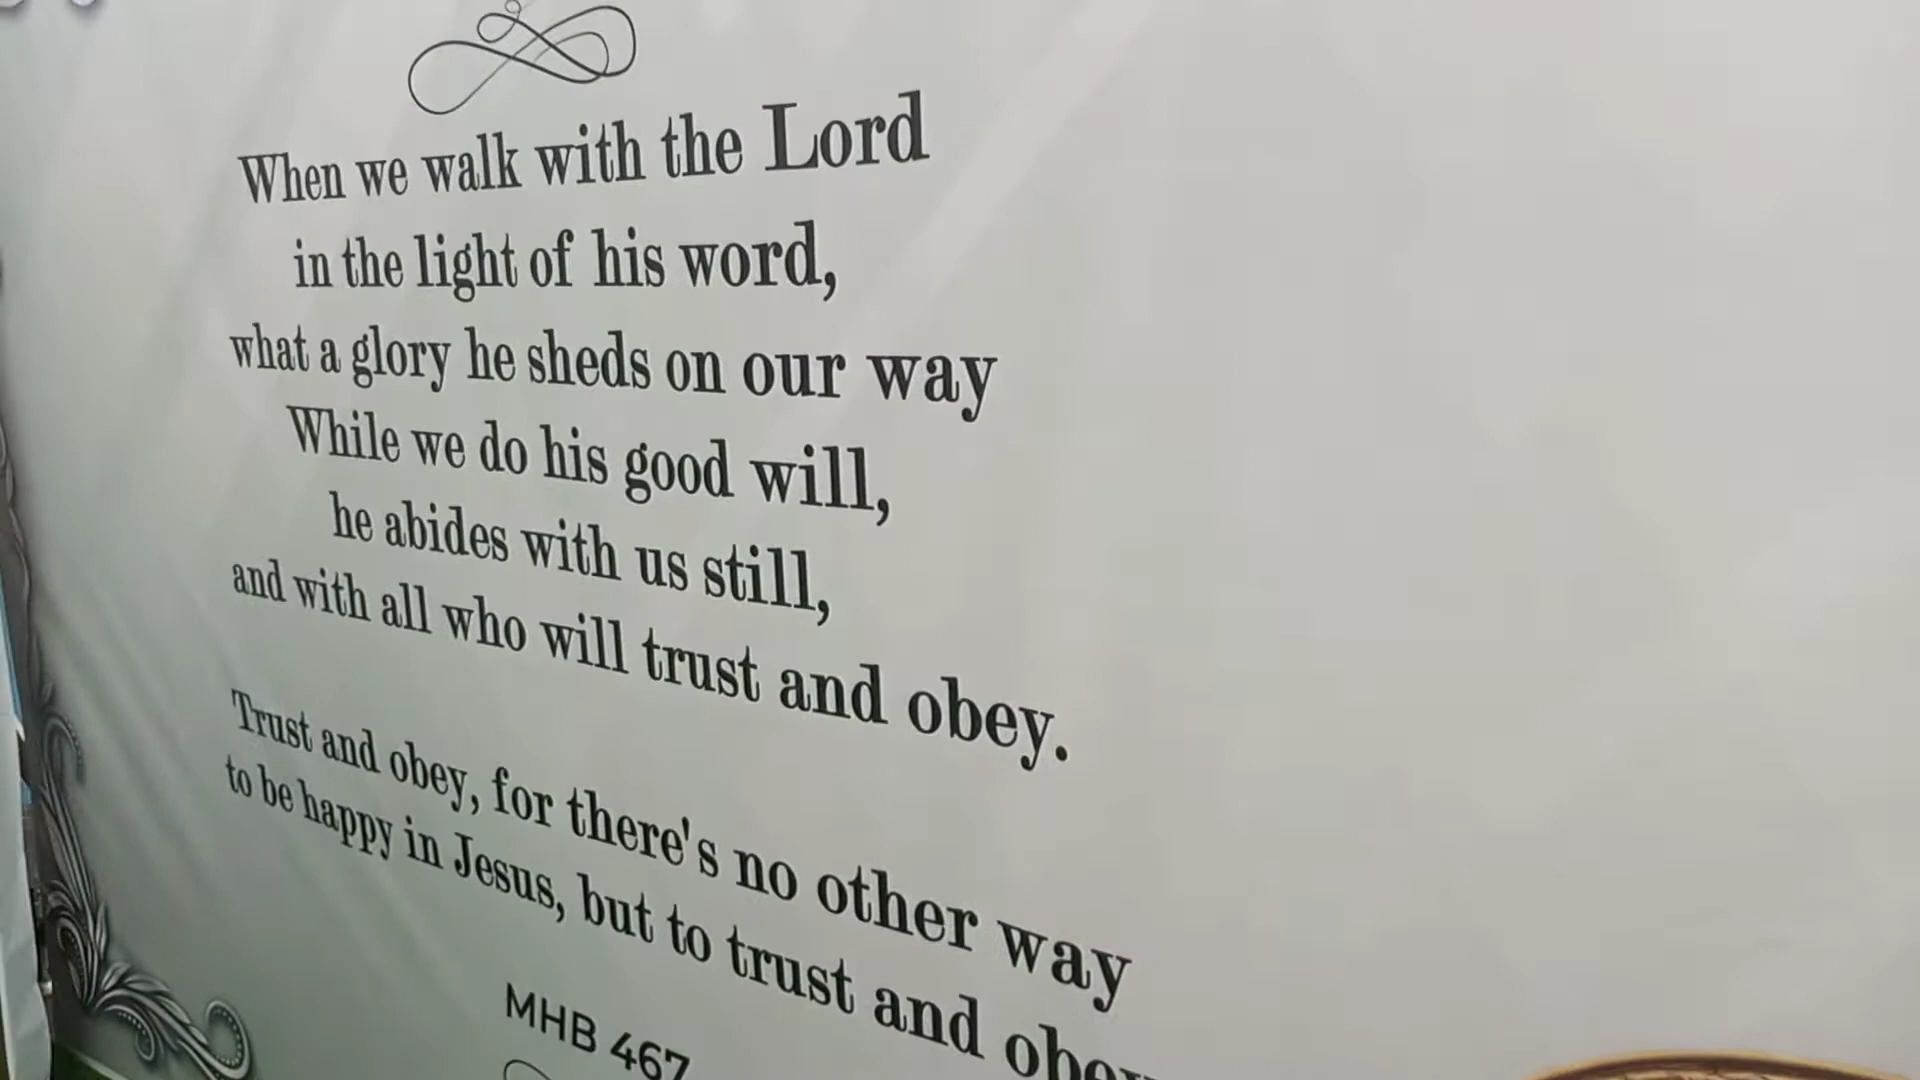 When we walk with the Lord
in the light of his word,
what a glory he sheds on our way
While we do his good will,
he abides with us still,
and with all who will trust and obey.
Trust and obey, for there's no other way
to be happy in Jesus, but to trust and obey
MHB 467